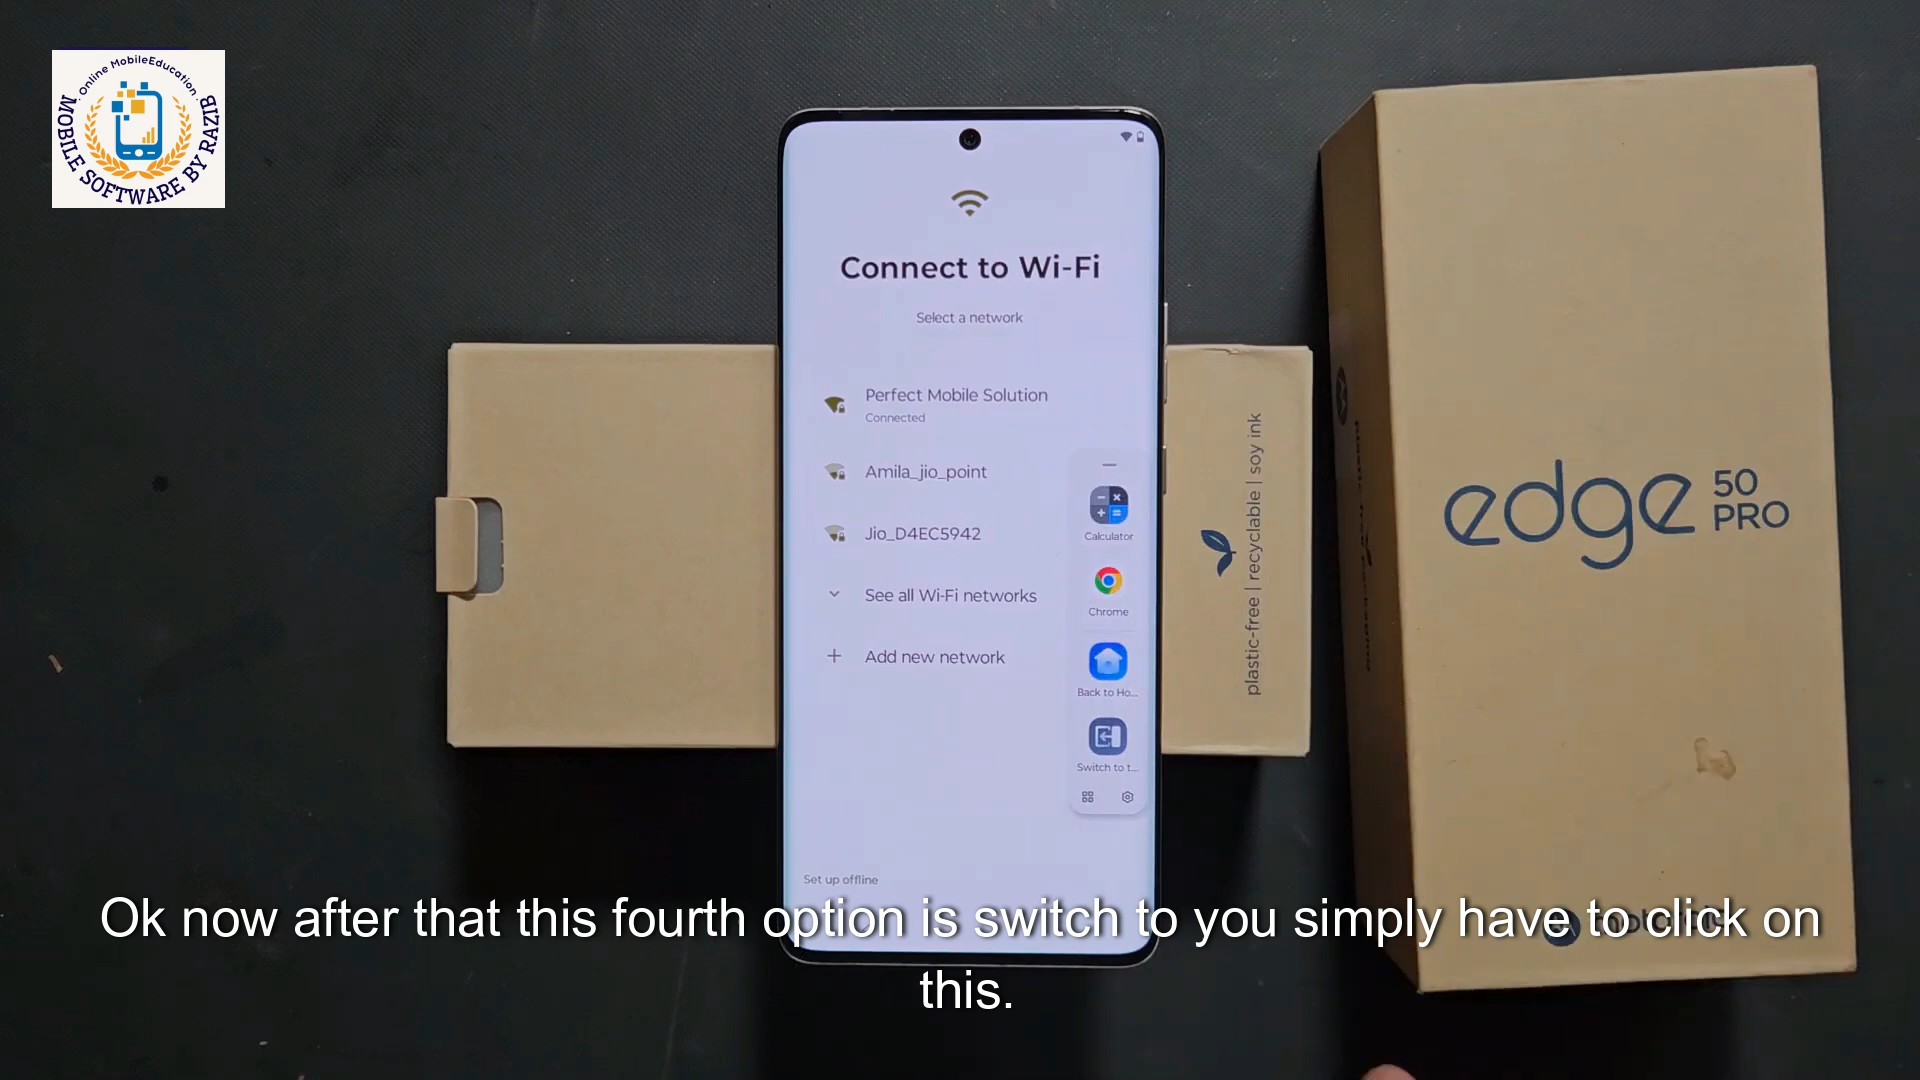 Online MobileEducation
MOBILE SOFTWARE BY RAZIB
Connect to Wi-Fi
Select a network
Perfect Mobile Solution
Connected
Amila_jio_point
Jio_D4EC5942
See all Wi-Fi networks
Add new network
Calculator
Chrome
Back to Ho...
Switch to t...
Set up offline
plastic-free | recyclable | soy ink
edge 50
PRO
Ok now after that this fourth option is switch to you simply have to click on
this.